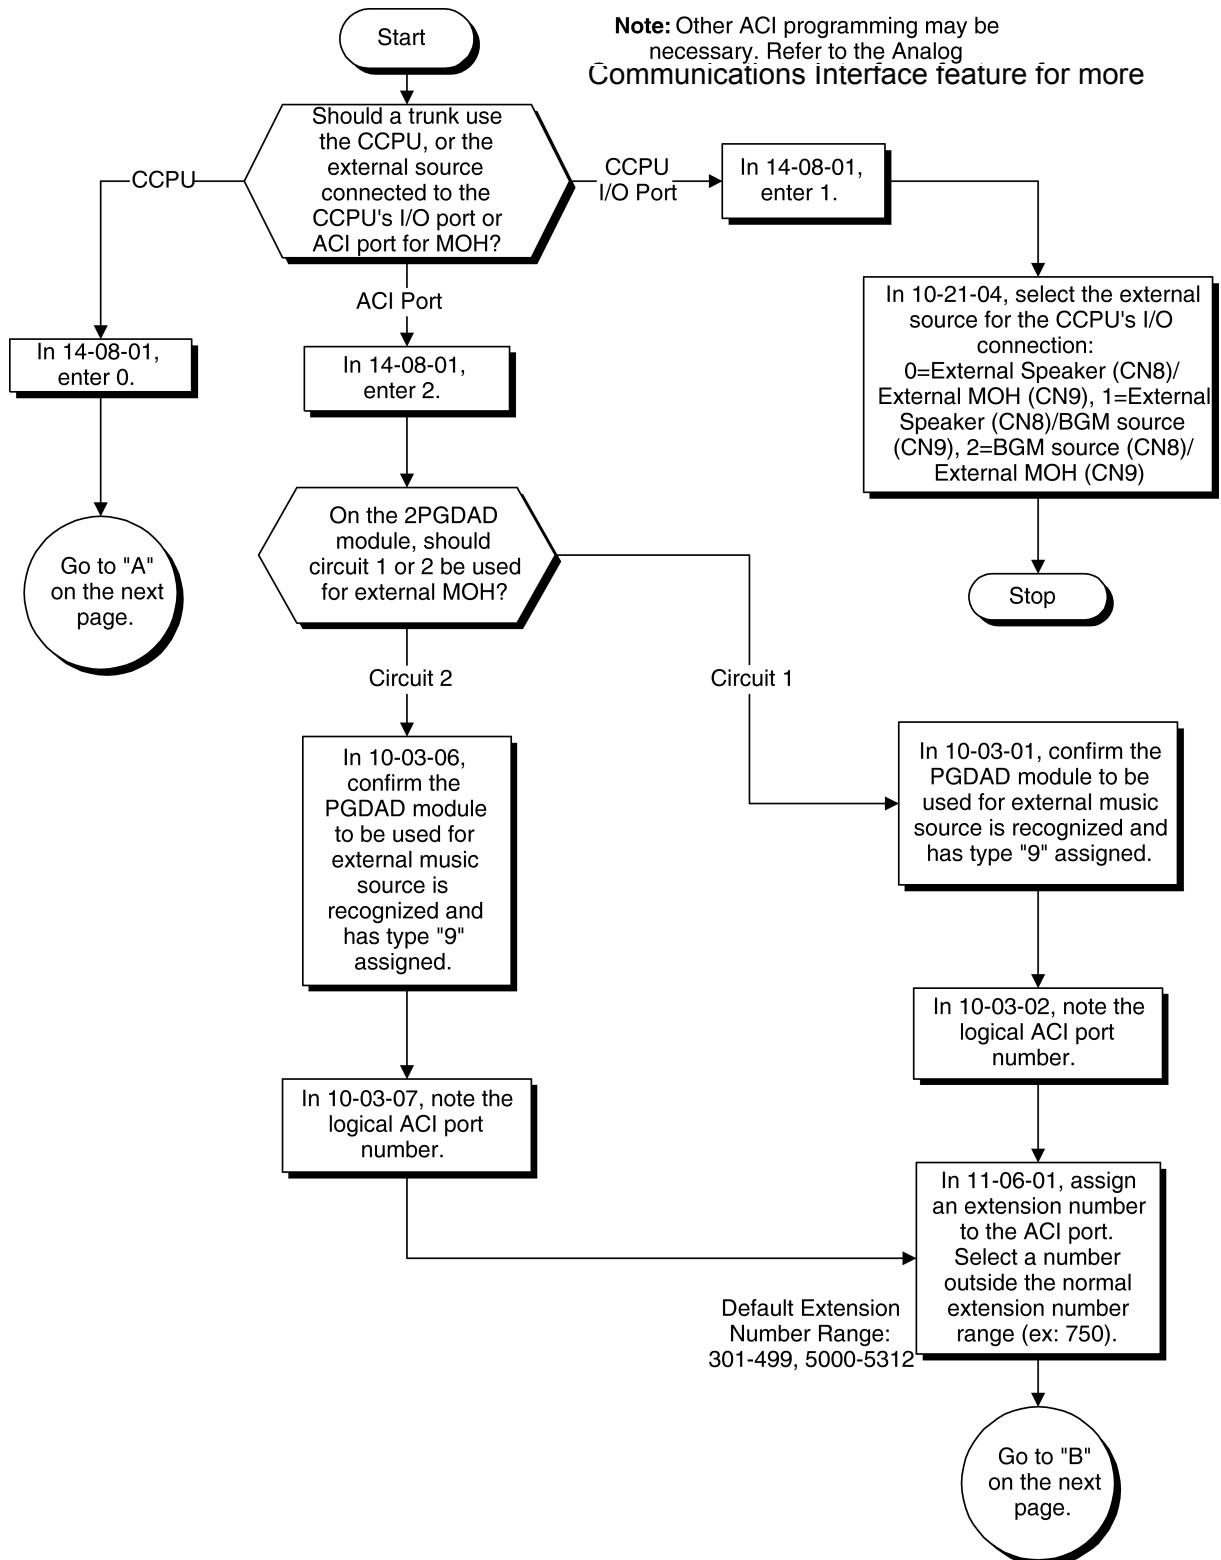 Start
Note: Other ACI programming may be
necessary. Refer to the Analog
Communications Interface feature for more
Should a trunk use
the CCPU, or the
external source
connected to the
CCPU's I/O port or
ACI port for MOH?
CCPU
CCPU
I/O Port
In 14-08-01,
enter 1.
ACI Port
In 14-08-01,
enter 0.
In 14-08-01,
enter 2.
In 10-21-04, select the external
source for the CCPU's I/O
connection:
0=External Speaker (CN8)/
External MOH (CN9), 1=External
Speaker (CN8)/BGM source
(CN9), 2=BGM source (CN8)/
External MOH (CN9)
Go to "A"
on the next
page.
On the 2PGDAD
module, should
circuit 1 or 2 be used
for external MOH?
Stop
Circuit 2
Circuit 1
In 10-03-06,
confirm the
PGDAD module
to be used for
external music
source is
recognized and
has type "9"
assigned.
In 10-03-01, confirm the
PGDAD module to be
used for external music
source is recognized and
has type "9" assigned.
In 10-03-02, note the
logical ACI port
number.
In 10-03-07, note the
logical ACI port
number.
In 11-06-01, assign
an extension number
to the ACI port.
Select a number
outside the normal
extension number
range (ex: 750).
Default Extension
Number Range:
301-499, 5000-5312
Go to "B"
on the next
page.